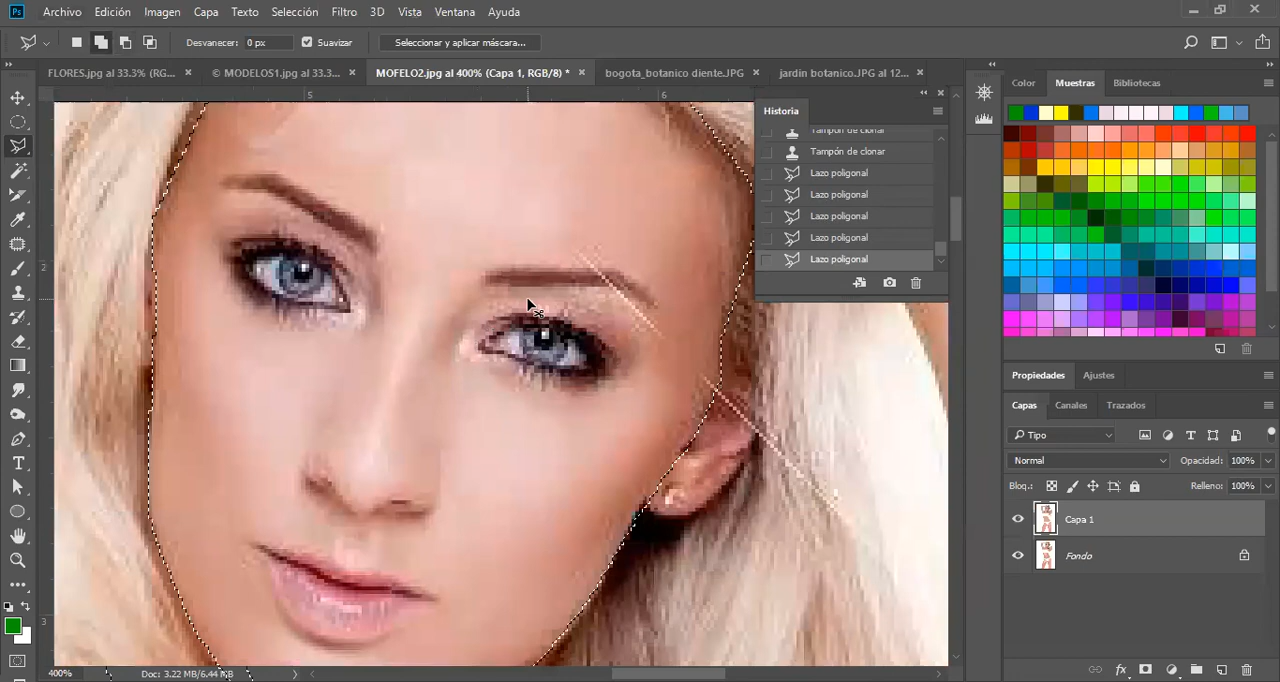 Ps Archivo Edición Imagen Capa Texto Selección Filtro 3D Vista Ventana Ayuda
Desvanecer: 0 px Suavizar Seleccionar y aplicar máscara...
FLORES.jpg al 33.3% (RG... × © MODELOS1.jpg al 33.3... × MOFELO2.jpg al 400% (Capa 1, RGB/8) * × bogota_botanico diente.JPG × jardin botanico.JPG al 12... ×
Color Muestras Bibliotecas
5 6
Historia
Tampón de clonar
Tampón de clonar
Lazo poligonal
Lazo poligonal
Lazo poligonal
Lazo poligonal
Lazo poligonal
2
3
Propiedades Ajustes
Capas Canales Trazados
Tipo
Normal Opacidad: 100%
Bloq.: Relleno: 100%
Capa 1
Fondo
400% Doc: 3.22 MB/6.44 MB